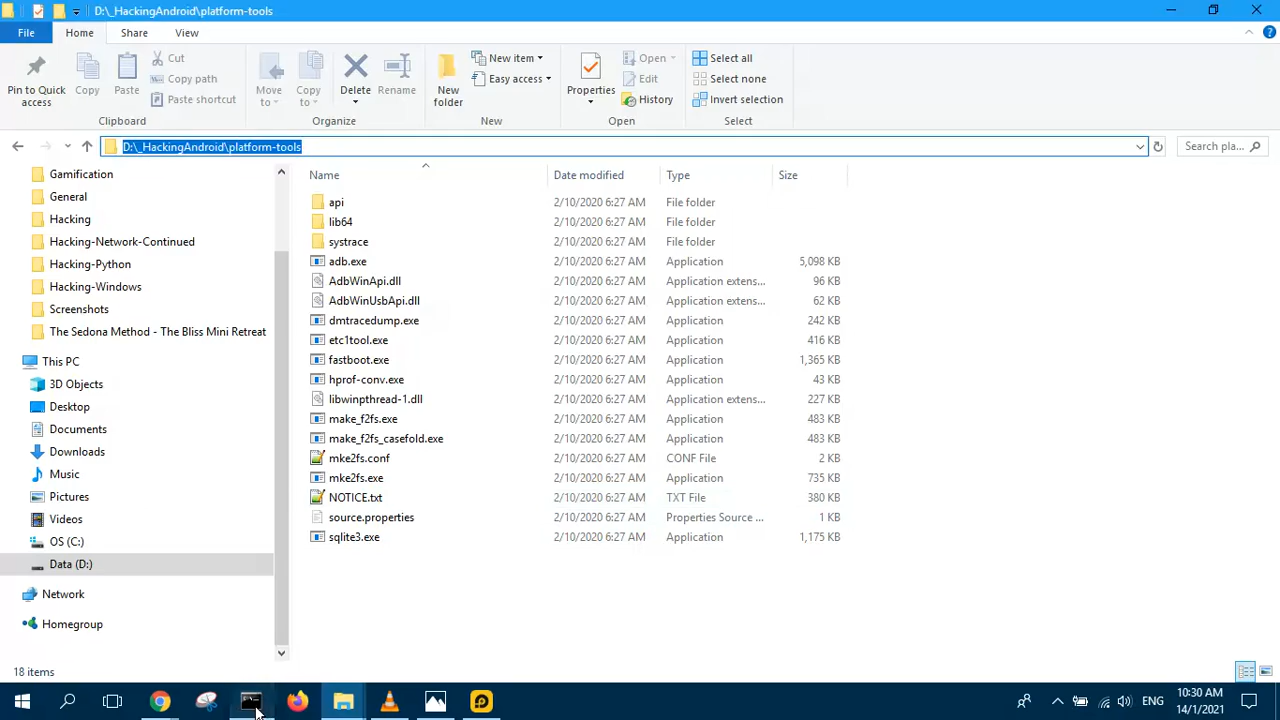 D:\_HackingAndroid\platform-tools
File Home Share View
Pin to Quick access
Copy
Paste
Cut
Copy path
Paste shortcut
Clipboard
Move to
Copy to
Delete
Rename
Organize
New folder
New item
Easy access
New
Properties
Open
Edit
History
Open
Select all
Select none
Invert selection
Select
D:\_HackingAndroid\platform-tools
Search pla...
Gamification
General
Hacking
Hacking-Network-Continued
Hacking-Python
Hacking-Windows
Screenshots
The Sedona Method - The Bliss Mini Retreat
This PC
3D Objects
Desktop
Documents
Downloads
Music
Pictures
Videos
OS (C:)
Data (D:)
Network
Homegroup
Name Date modified Type Size
api 2/10/2020 6:27 AM File folder
lib64 2/10/2020 6:27 AM File folder
systrace 2/10/2020 6:27 AM File folder
adb.exe 2/10/2020 6:27 AM Application 5,098 KB
AdbWinApi.dll 2/10/2020 6:27 AM Application extens... 96 KB
AdbWinUsbApi.dll 2/10/2020 6:27 AM Application extens... 62 KB
dmtracedump.exe 2/10/2020 6:27 AM Application 242 KB
etc1tool.exe 2/10/2020 6:27 AM Application 416 KB
fastboot.exe 2/10/2020 6:27 AM Application 1,365 KB
hprof-conv.exe 2/10/2020 6:27 AM Application 43 KB
libwinpthread-1.dll 2/10/2020 6:27 AM Application extens... 227 KB
make_f2fs.exe 2/10/2020 6:27 AM Application 483 KB
make_f2fs_casefold.exe 2/10/2020 6:27 AM Application 483 KB
mke2fs.conf 2/10/2020 6:27 AM CONF File 2 KB
mke2fs.exe 2/10/2020 6:27 AM Application 735 KB
NOTICE.txt 2/10/2020 6:27 AM TXT File 380 KB
source.properties 2/10/2020 6:27 AM Properties Source ... 1 KB
sqlite3.exe 2/10/2020 6:27 AM Application 1,175 KB
18 items
ENG
10:30 AM
14/1/2021